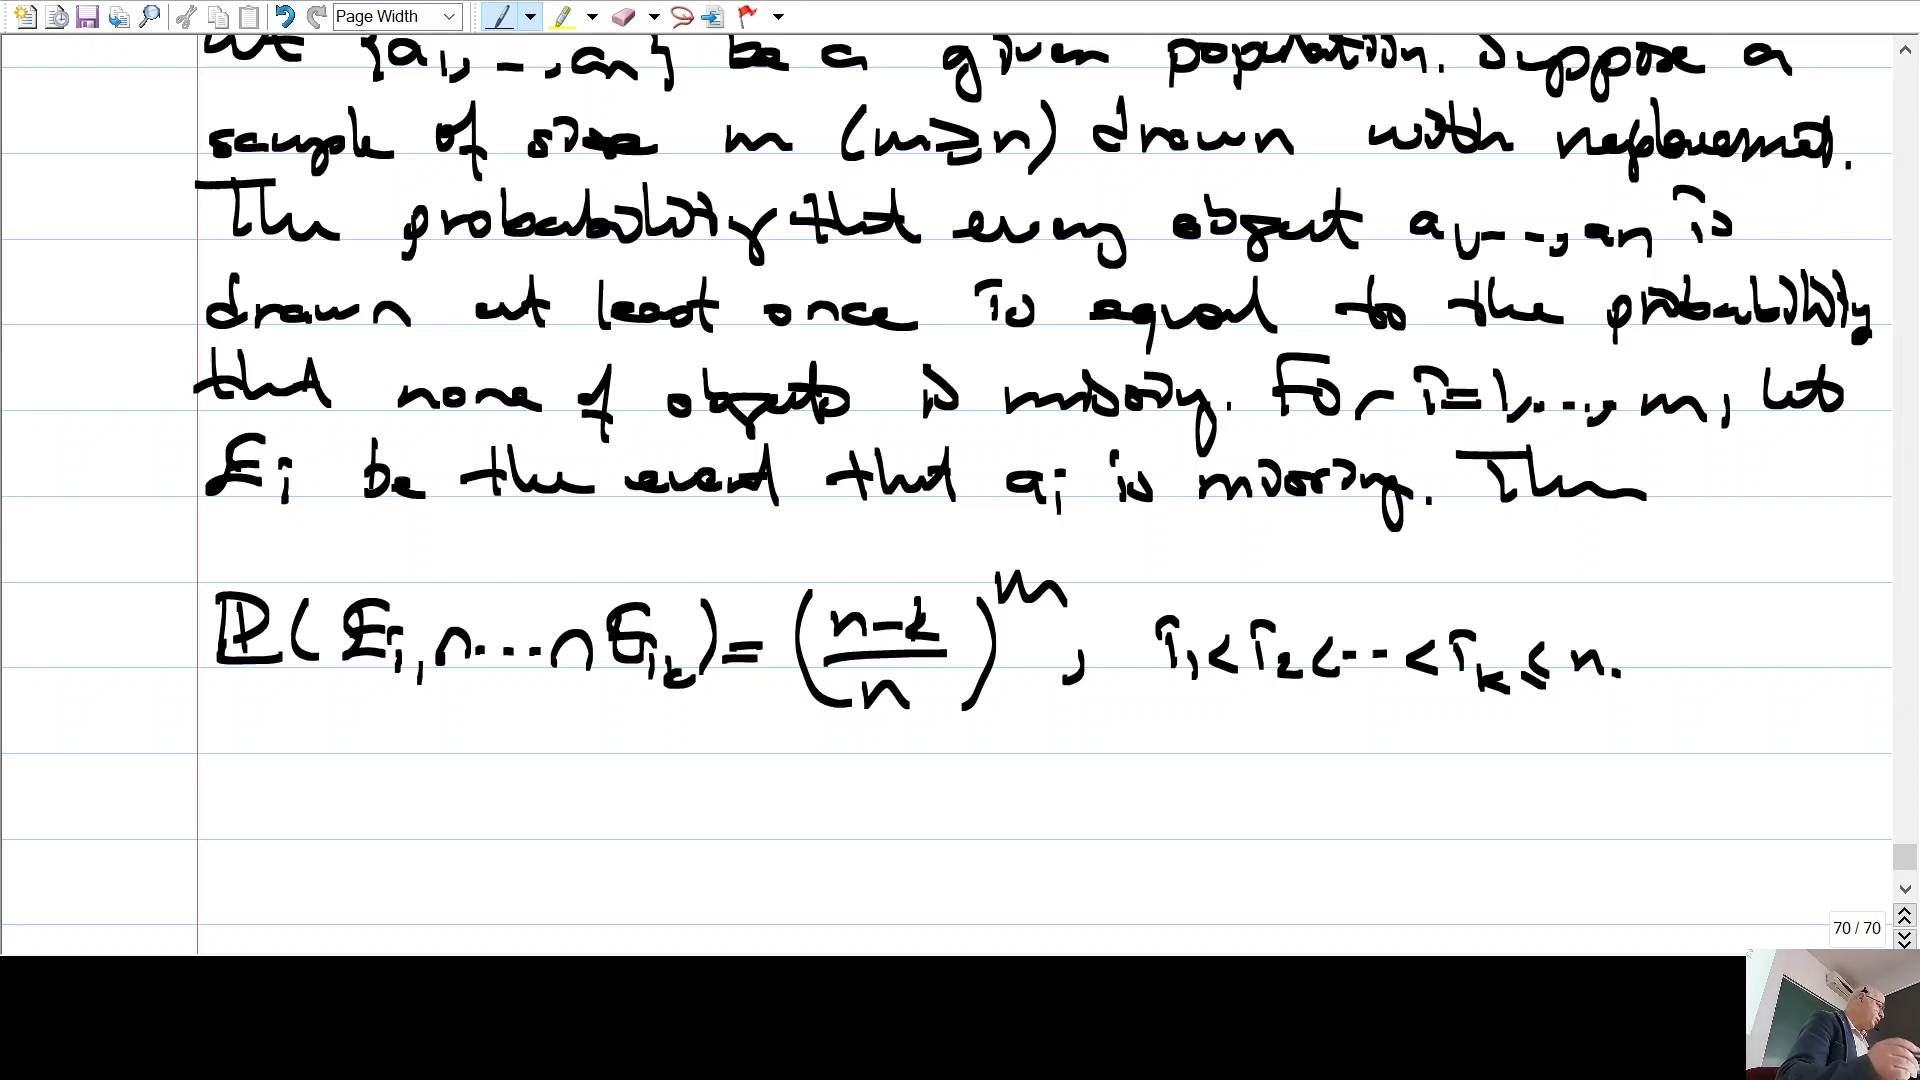 Page Width
Let {a1, -, an} be a given population. Suppose a
sample of size m (m≥n) drawn with replacement.
The probability that every object a1, --, an is
drawn at least once is equal to the probability
that none of objects is missing. For i=1, ..., m, let
Ei be the event that ai is missing. Then
ℙ(Ei₁∩···∩Eiₖ)=((n-k)/n)^m, i₁<i₂<--<iₖ≤n.
70 / 70